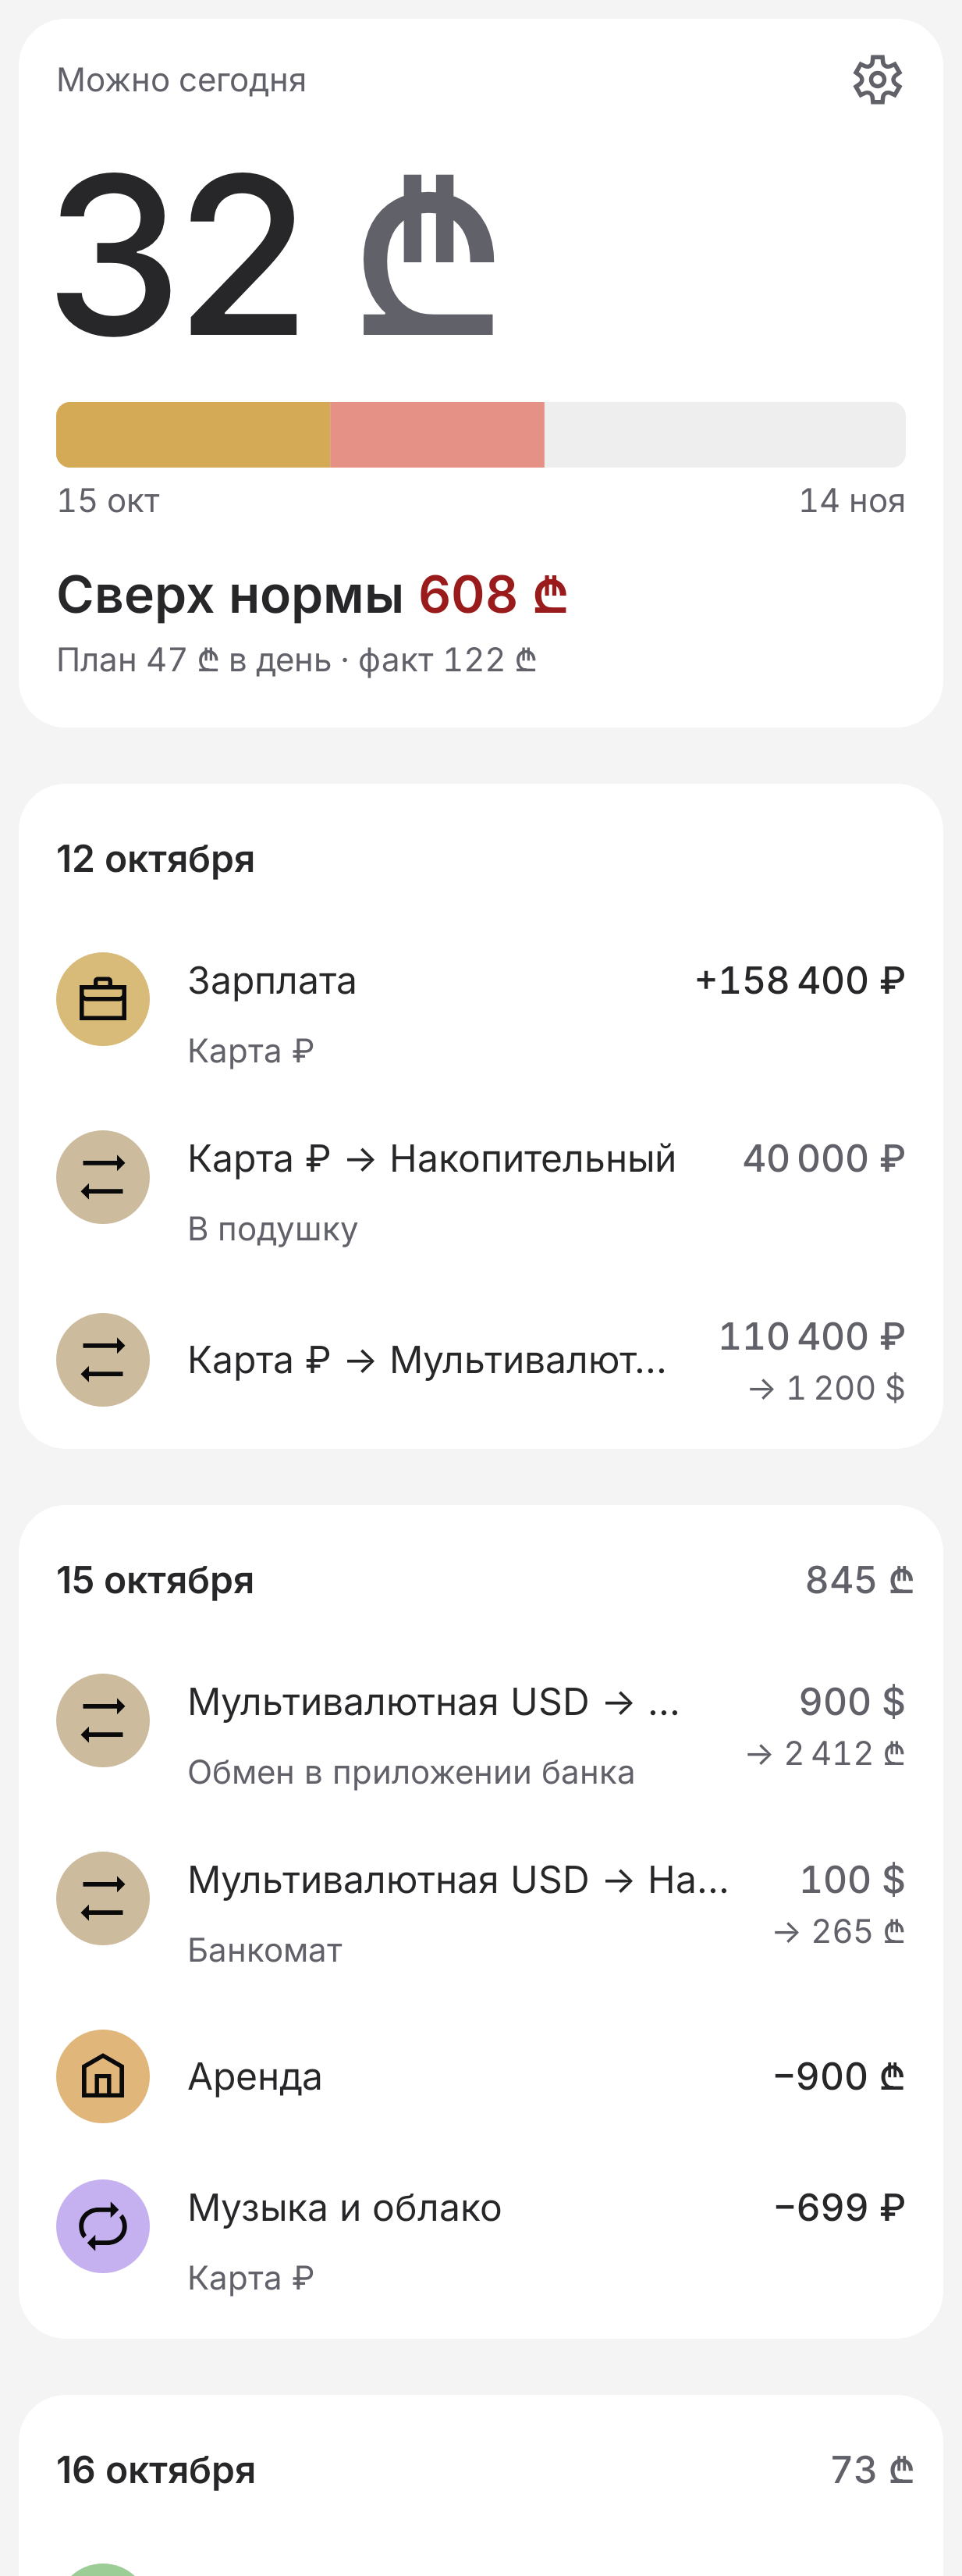 Можно сегодня
32 ₾
15 окт 14 ноя
Сверх нормы 608 ₾
План 47 ₾ в день · факт 122 ₾
12 октября
Зарплата +158 400 ₽
Карта ₽
Карта ₽ → Накопительный 40 000 ₽
В подушку
Карта ₽ → Мультивалют... 110 400 ₽
→ 1 200 $
15 октября 845 ₾
Мультивалютная USD → ... 900 $
→ 2 412 ₾
Обмен в приложении банка
Мультивалютная USD → На... 100 $
→ 265 ₾
Банкомат
Аренда −900 ₾
Музыка и облако −699 ₽
Карта ₽
16 октября 73 ₾